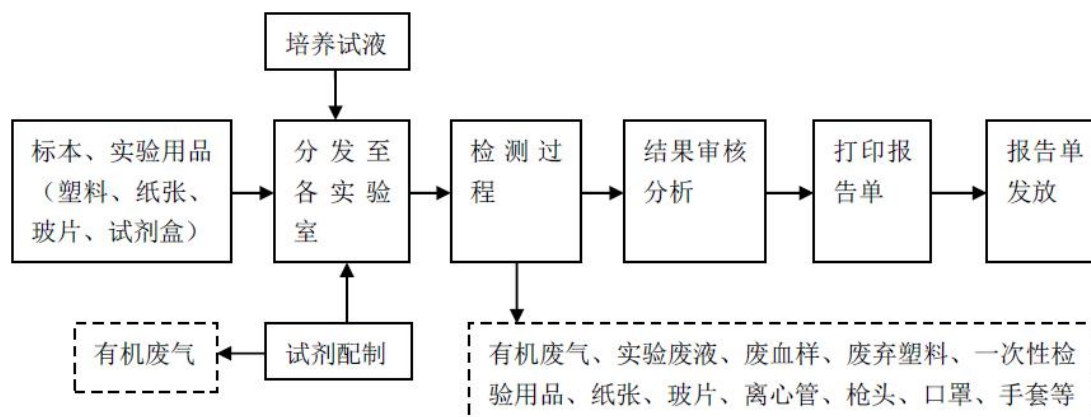 培养试液
标本、实验用品
（塑料、纸张、
玻片、试剂盒）
分发至
各实验
室
检测过
程
结果审核
分析
打印报
告单
报告单
发放
有机废气
试剂配制
有机废气、实验废液、废血样、废弃塑料、一次性检
验用品、纸张、玻片、离心管、枪头、口罩、手套等